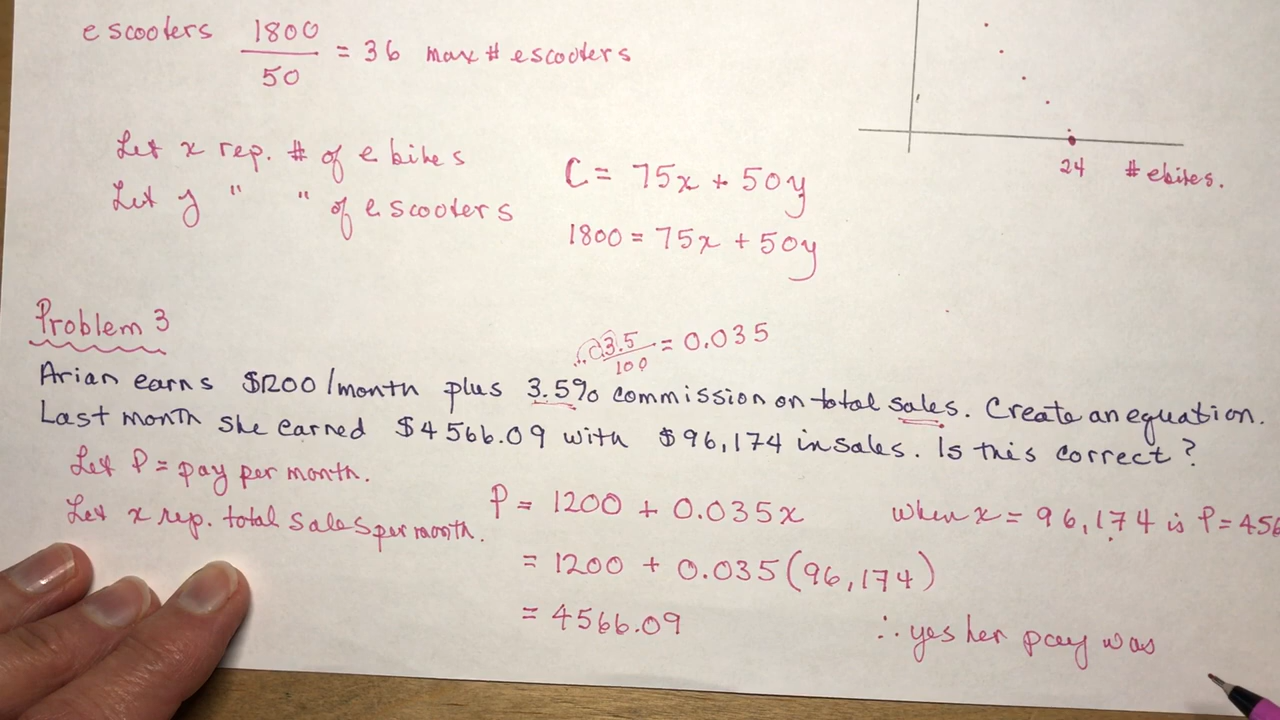 e scooters 1800/50 = 36 max # escooters
Let x rep. # of e bikes
Let y " " of e scooters
C = 75x + 50y
1800 = 75x + 50y
24 # ebikes.
Problem 3
3.5/100 = 0.035
Arian earns $1200/month plus 3.5% commission on total sales. Create an equation.
Last month she earned $4566.09 with $96,174 in sales. Is this correct?
Let P = pay per month.
Let x rep. total sales per month.
P = 1200 + 0.035x
when x = 96,174 is P = 456
= 1200 + 0.035(96,174)
= 4566.09
∴ yes her pay was